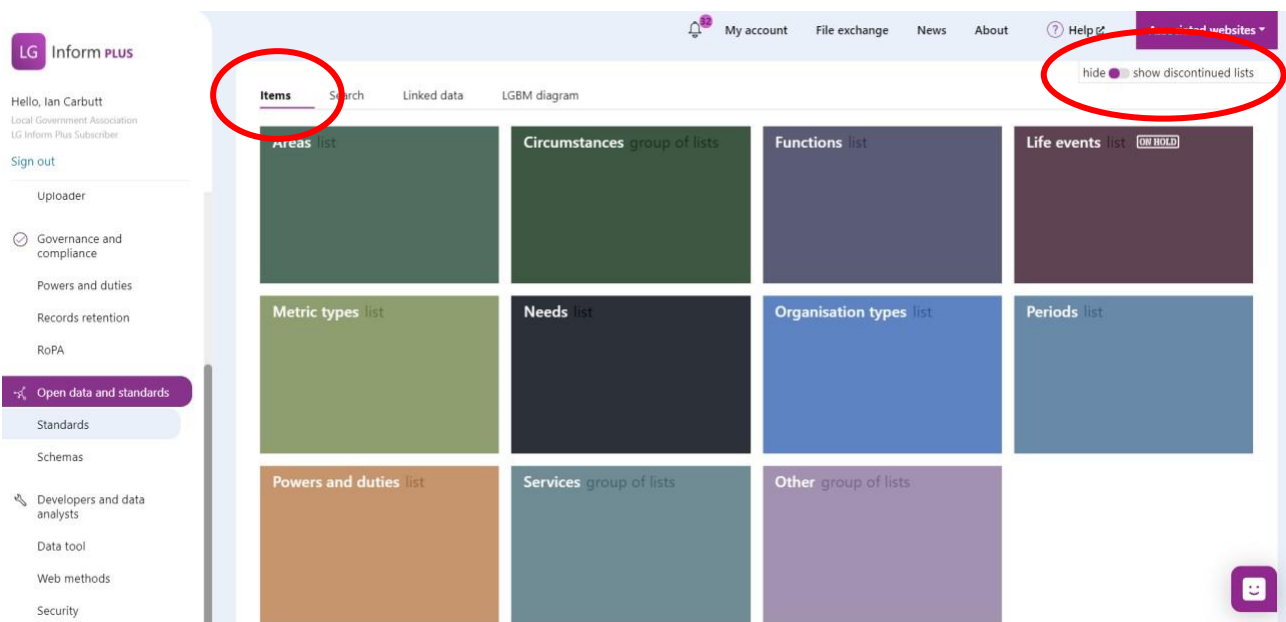 LG Inform PLUS
Hello, Ian Carbutt
Local Government Association
LG Inform Plus Subscriber
Sign out
Uploader
Governance and
compliance
Powers and duties
Records retention
RoPA
Open data and standards
Standards
Schemas
Developers and data
analysts
Data tool
Web methods
Security
32
My account
File exchange
News
About
? Help
Associated websites
hide show discontinued lists
Items
Search
Linked data
LGBM diagram
Areas list
Circumstances group of lists
Functions list
Life events list ON HOLD
Metric types list
Needs list
Organisation types list
Periods list
Powers and duties list
Services group of lists
Other group of lists